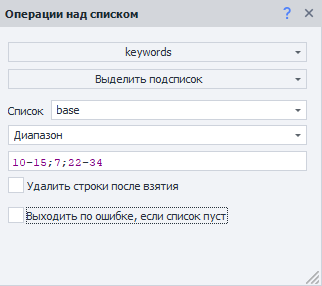 Операции над списком ?
keywords
Выделить подсписок
Список base
Диапазон
10-15;7;22-34
Удалить строки после взятия
Выходить по ошибке, если список пуст